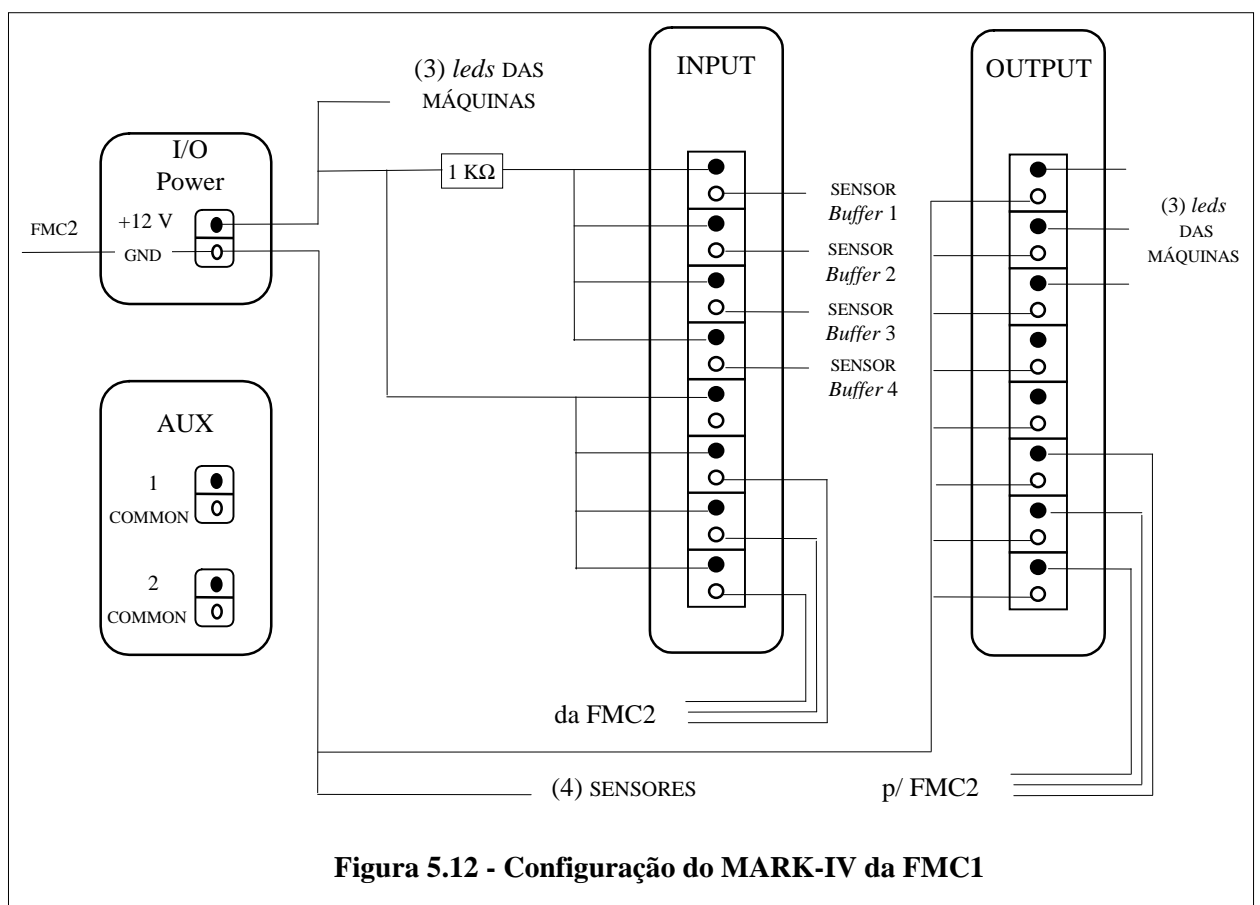 (3) leds DAS
MÁQUINAS
I/O
Power
+12 V
FMC2
GND
AUX
1
COMMON
2
COMMON
1 KΩ
INPUT
SENSOR
Buffer 1
SENSOR
Buffer 2
SENSOR
Buffer 3
SENSOR
Buffer 4
OUTPUT
(3) leds
DAS
MÁQUINAS
da FMC2
(4) SENSORES
p/ FMC2
Figura 5.12 - Configuração do MARK-IV da FMC1